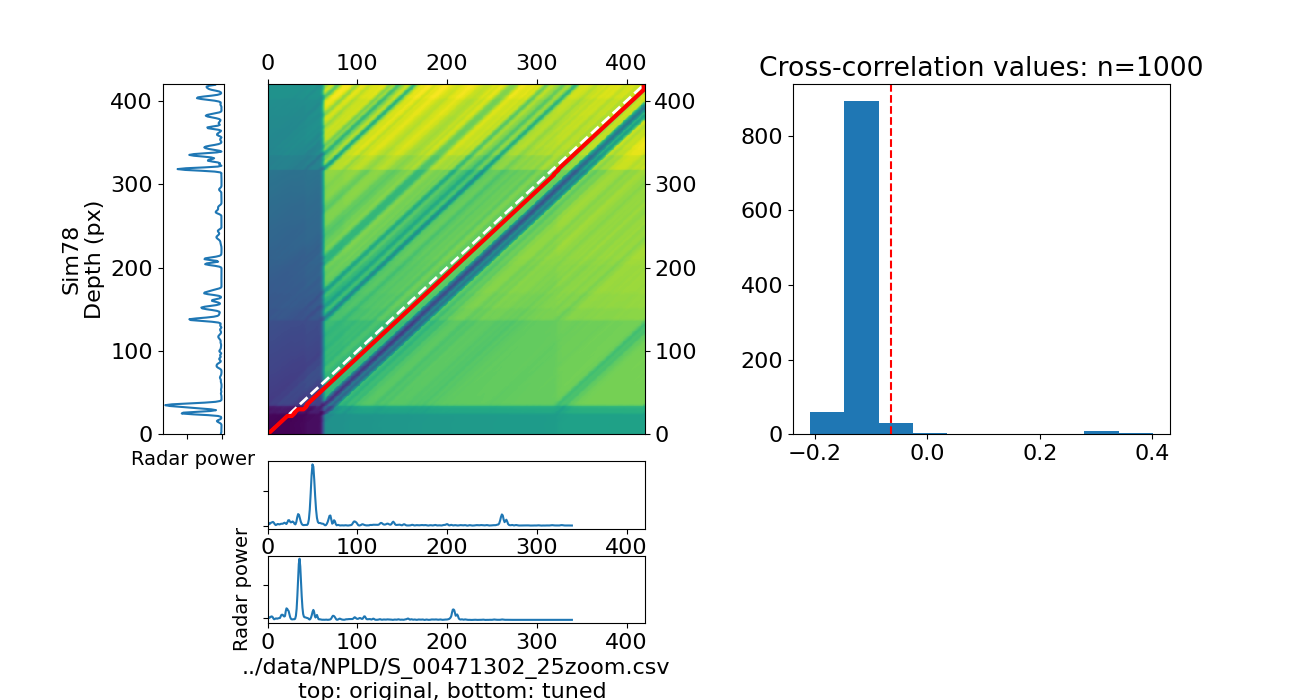 Cross-correlation values: n=1000
0 100 200 300 400
400
300
200
100
0
Sim78
Depth (px)
Radar power
400
300
200
100
0
800
600
400
200
0
−0.2 0.0 0.2 0.4
0 100 200 300 400
Radar power
0 100 200 300 400
../data/NPLD/S_00471302_25zoom.csv
top: original, bottom: tuned